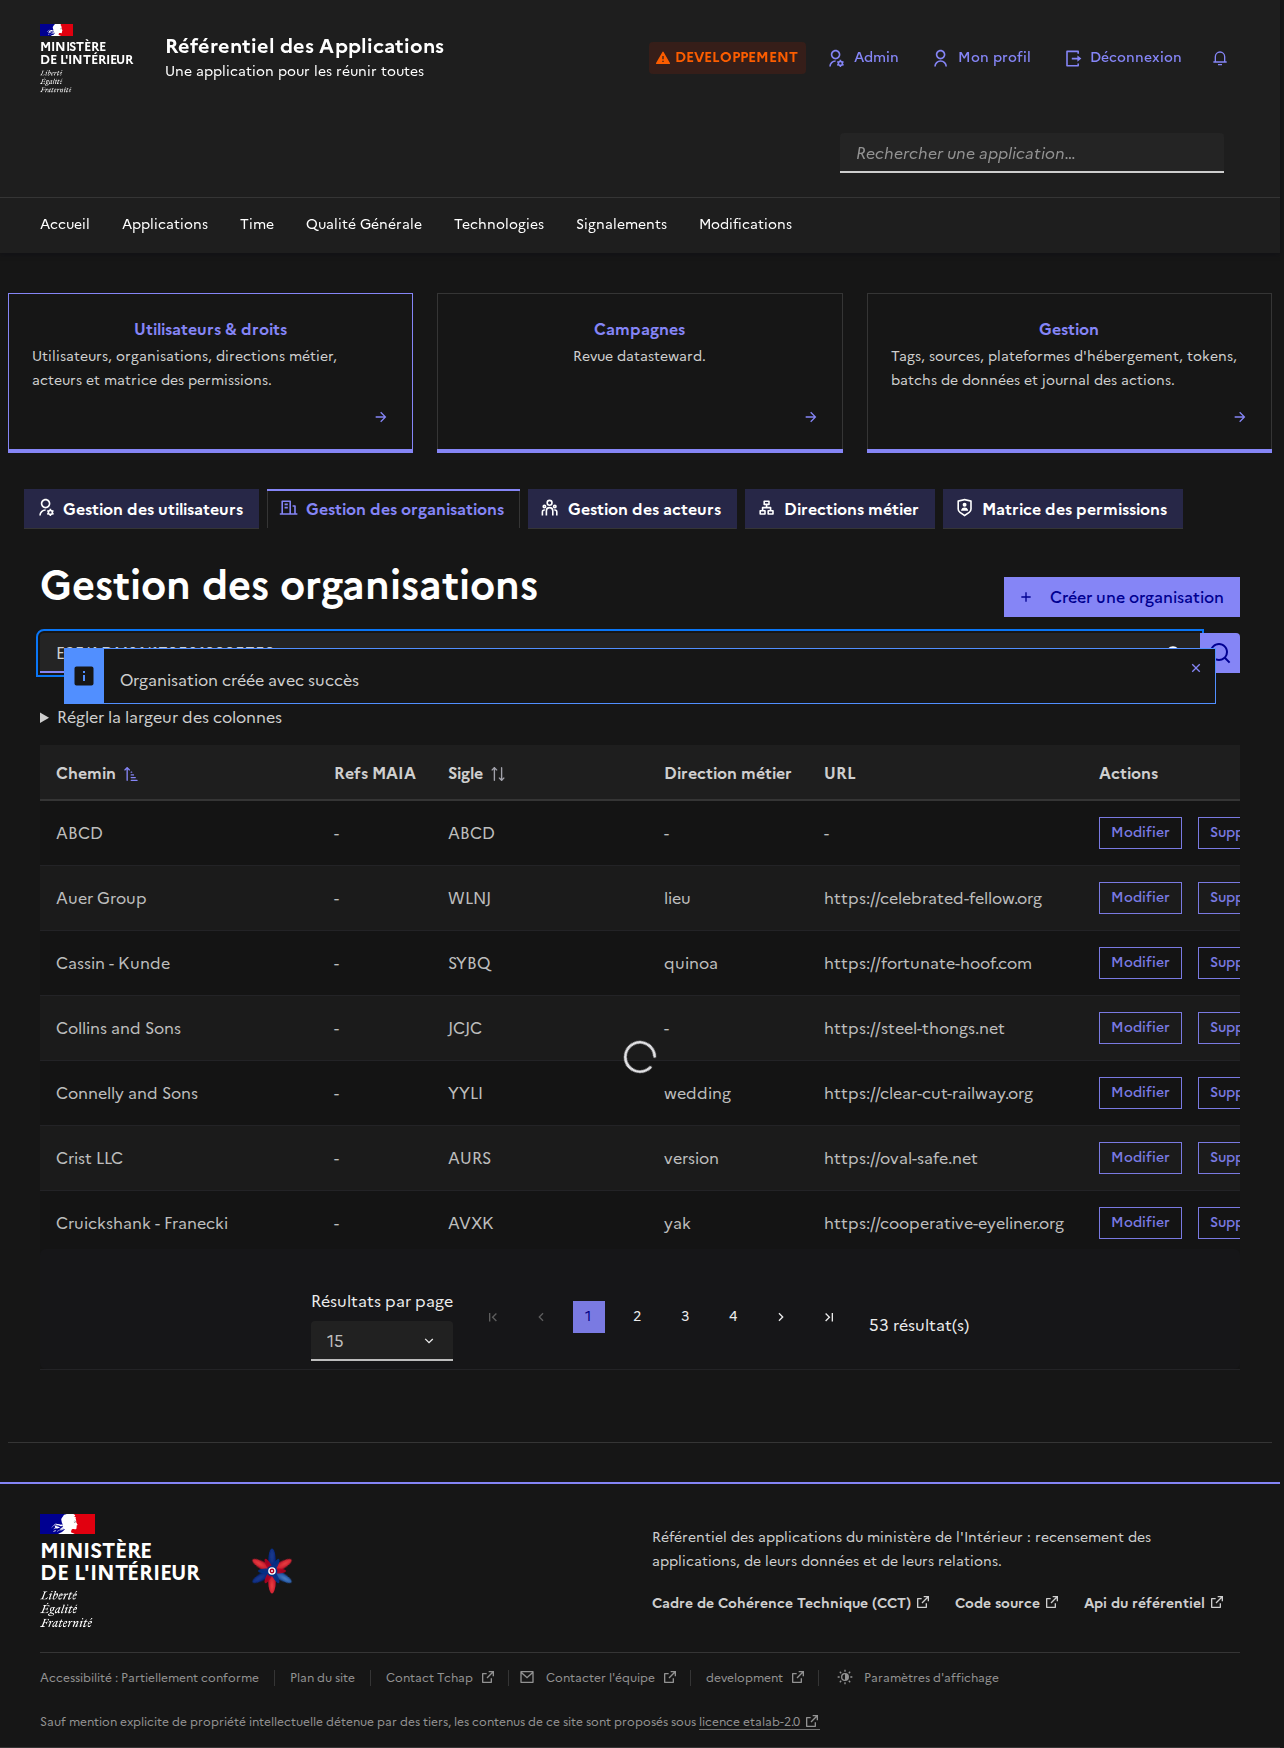 MINISTÈRE
DE L'INTÉRIEUR
Liberté
Égalité
Fraternité
Référentiel des Applications
Une application pour les réunir toutes
DEVELOPPEMENT
Admin
Mon profil
Déconnexion
Rechercher une application...
Accueil
Applications
Time
Qualité Générale
Technologies
Signalements
Modifications
Utilisateurs & droits
Utilisateurs, organisations, directions métier,
acteurs et matrice des permissions.
Campagnes
Revue datasteward.
Gestion
Tags, sources, plateformes d'hébergement, tokens,
batchs de données et journal des actions.
Gestion des utilisateurs
Gestion des organisations
Gestion des acteurs
Directions métier
Matrice des permissions
Gestion des organisations
Créer une organisation
Organisation créée avec succès
Régler la largeur des colonnes
Chemin Refs MAIA Sigle Direction métier URL Actions
ABCD - ABCD - - Modifier Supp
Auer Group - WLNJ lieu https://celebrated-fellow.org Modifier Supp
Cassin - Kunde - SYBQ quinoa https://fortunate-hoof.com Modifier Supp
Collins and Sons - JCJC - https://steel-thongs.net Modifier Supp
Connelly and Sons - YYLI wedding https://clear-cut-railway.org Modifier Supp
Crist LLC - AURS version https://oval-safe.net Modifier Supp
Cruickshank - Franecki - AVXK yak https://cooperative-eyeliner.org Modifier Supp
Résultats par page
15
1 2 3 4
53 résultat(s)
MINISTÈRE
DE L'INTÉRIEUR
Liberté
Égalité
Fraternité
Référentiel des applications du ministère de l'Intérieur : recensement des
applications, de leurs données et de leurs relations.
Cadre de Cohérence Technique (CCT)
Code source
Api du référentiel
Accessibilité : Partiellement conforme
Plan du site
Contact Tchap
Contacter l'équipe
development
Paramètres d'affichage
Sauf mention explicite de propriété intellectuelle détenue par des tiers, les contenus de ce site sont proposés sous licence etalab-2.0